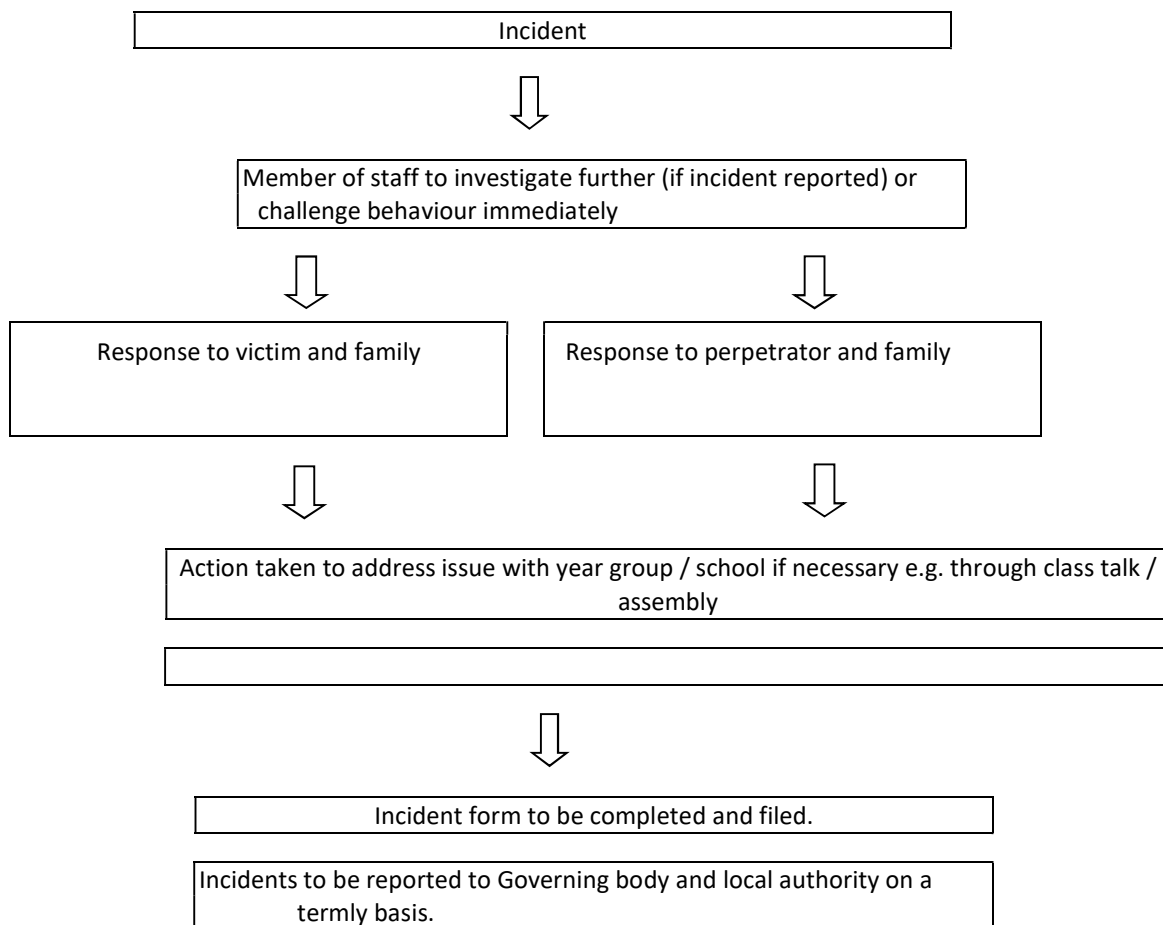 Incident
Member of staff to investigate further (if incident reported) or
challenge behaviour immediately
Response to victim and family
Response to perpetrator and family
Action taken to address issue with year group / school if necessary e.g. through class talk /
assembly
Incident form to be completed and filed.
Incidents to be reported to Governing body and local authority on a
termly basis.